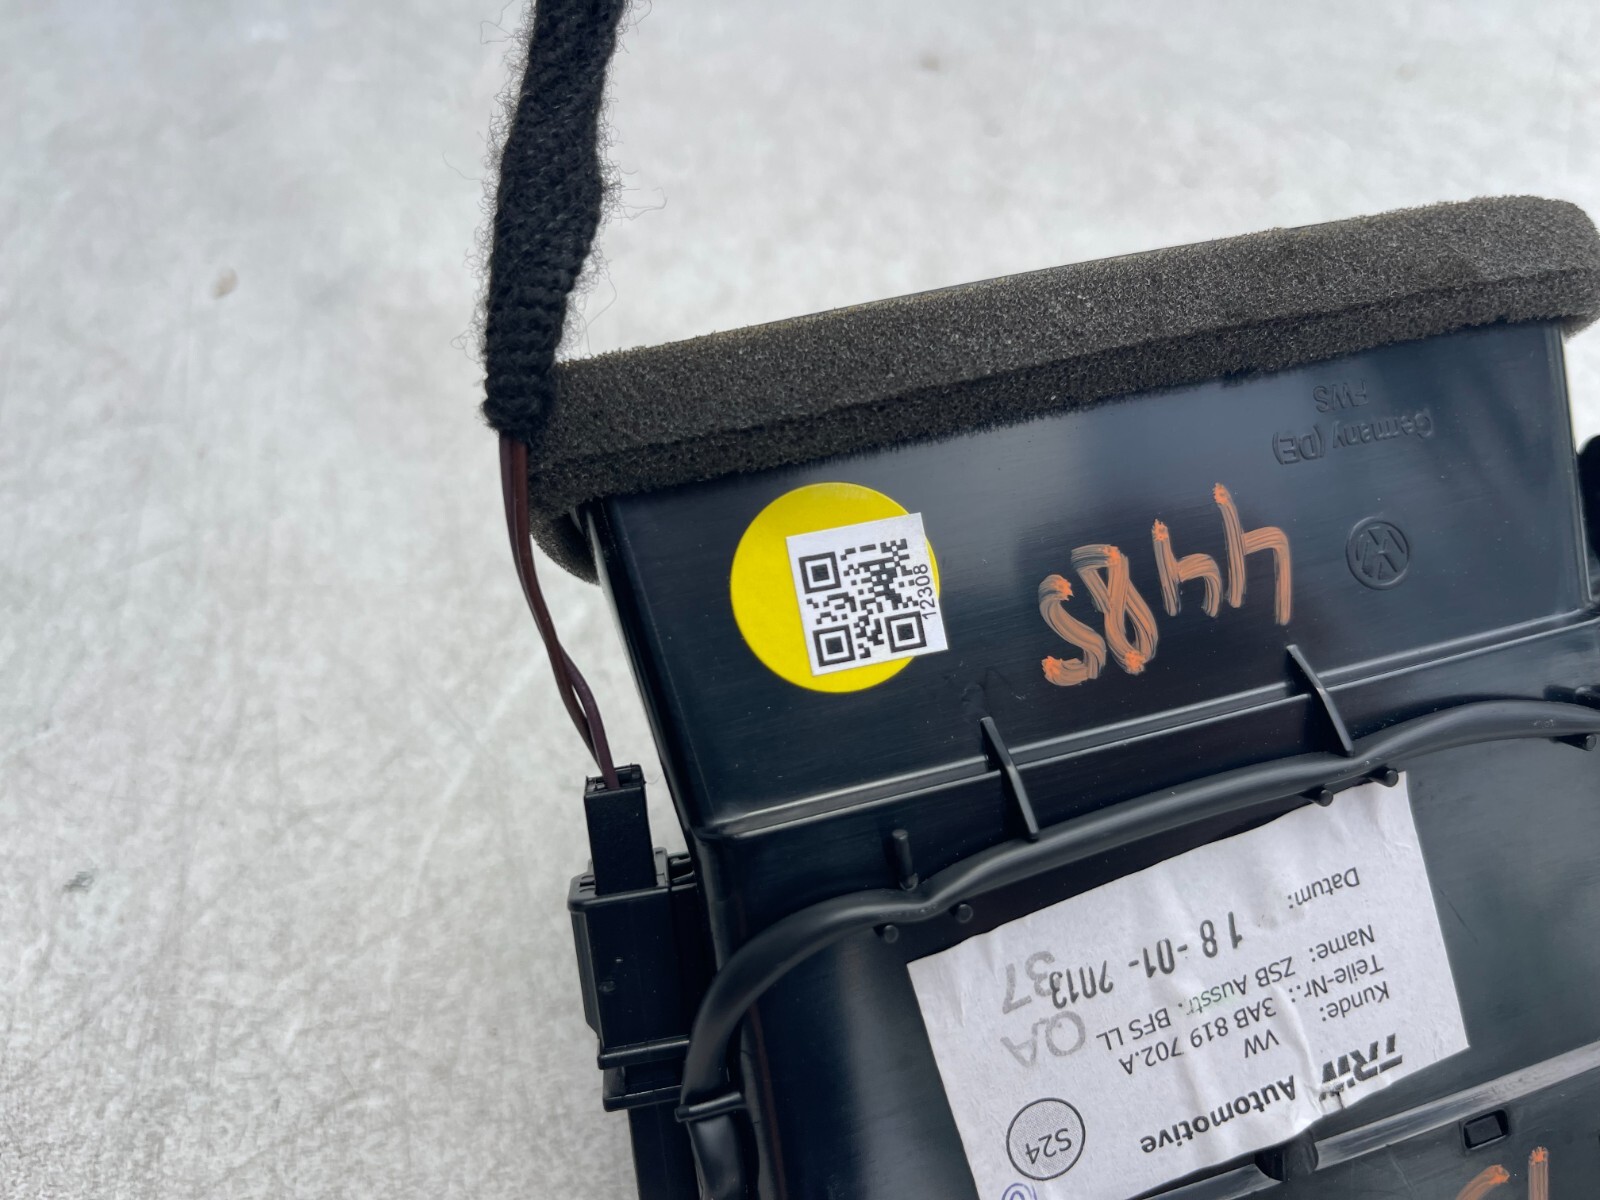 TRW Automotive S24
Kunde: VW
Teile-Nr.: 3AB 819 702.A
Name: ZSB Ausstr. BFS LL
Datum: 18-01-2013
QA 37
4485
Germany (DE)
FWS
12308